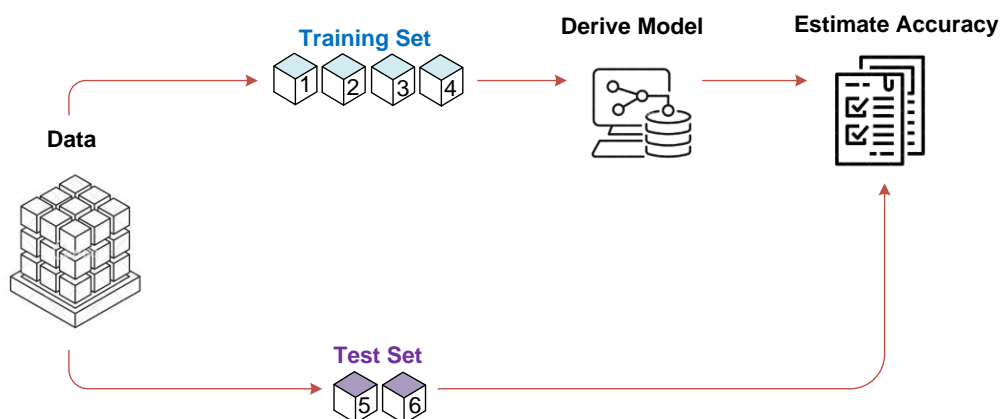 Training Set
Derive Model
Estimate Accuracy
1 2 3 4
Data
Test Set
5 6